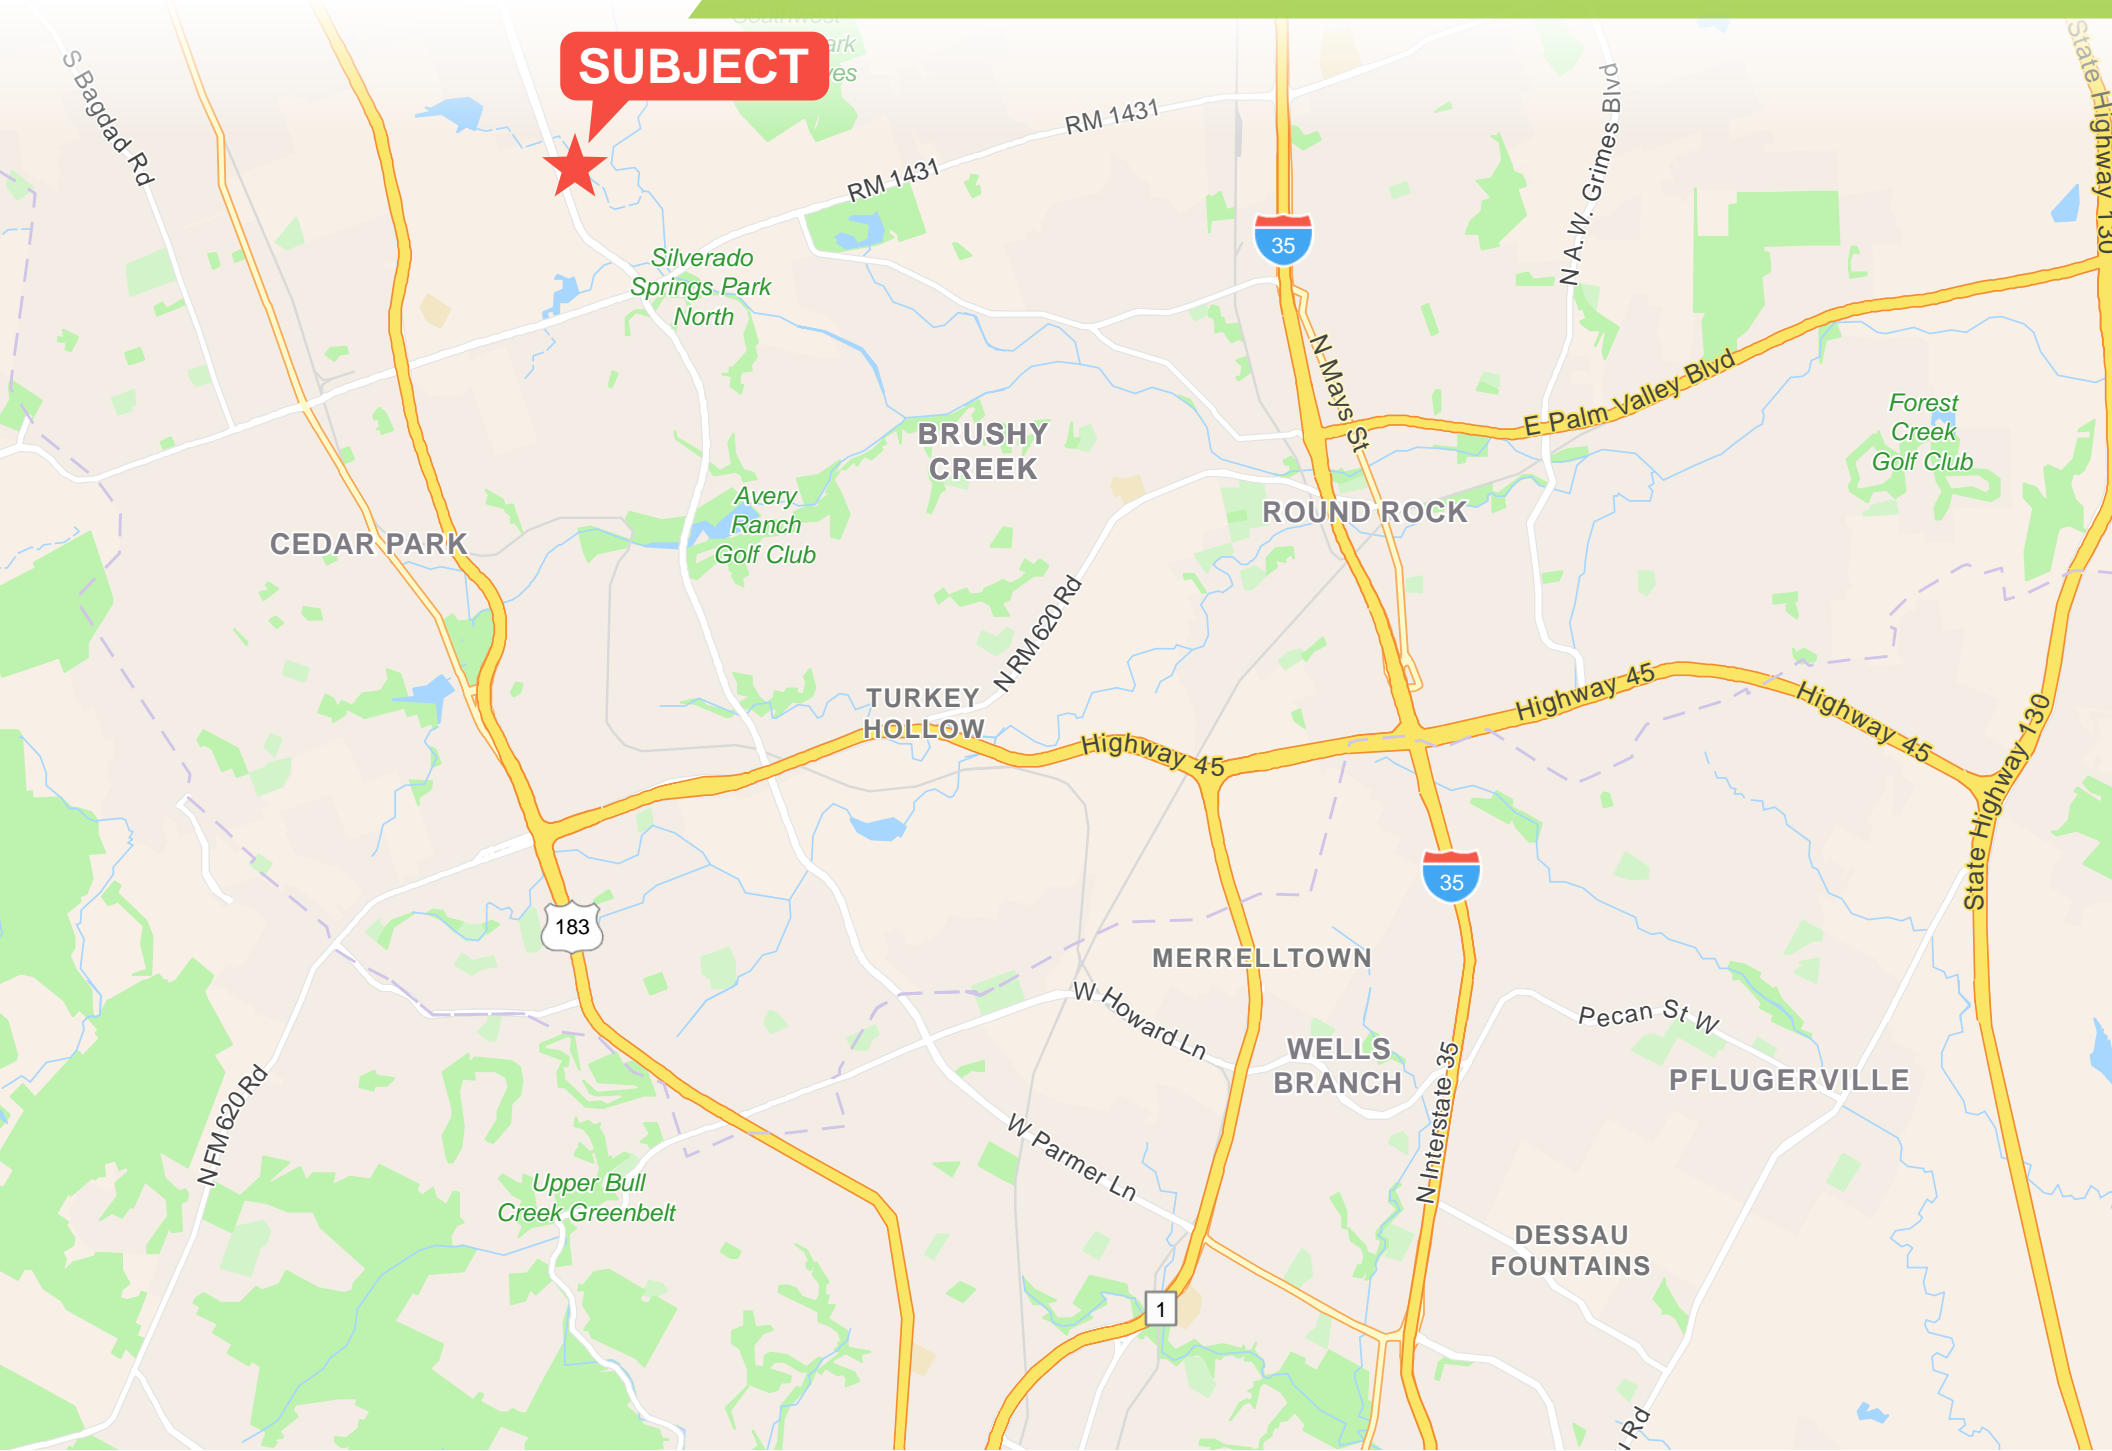 SUBJECT
S Bagdad Rd
RM 1431
RM 1431
35
N A.W. Grimes Blvd
State Highway 130
Silverado
Springs Park
North
N Mays St
E Palm Valley Blvd
Forest
Creek
Golf Club
BRUSHY
CREEK
Avery
Ranch
Golf Club
ROUND ROCK
CEDAR PARK
N RM 620 Rd
TURKEY
HOLLOW
Highway 45
Highway 45
Highway 45
State Highway 130
35
183
MERRELLTOWN
W Howard Ln
WELLS
BRANCH
Pecan St W
PFLUGERVILLE
N Interstate 35
N FM 620 Rd
W Parmer Ln
Upper Bull
Creek Greenbelt
DESSAU
FOUNTAINS
1
Rd